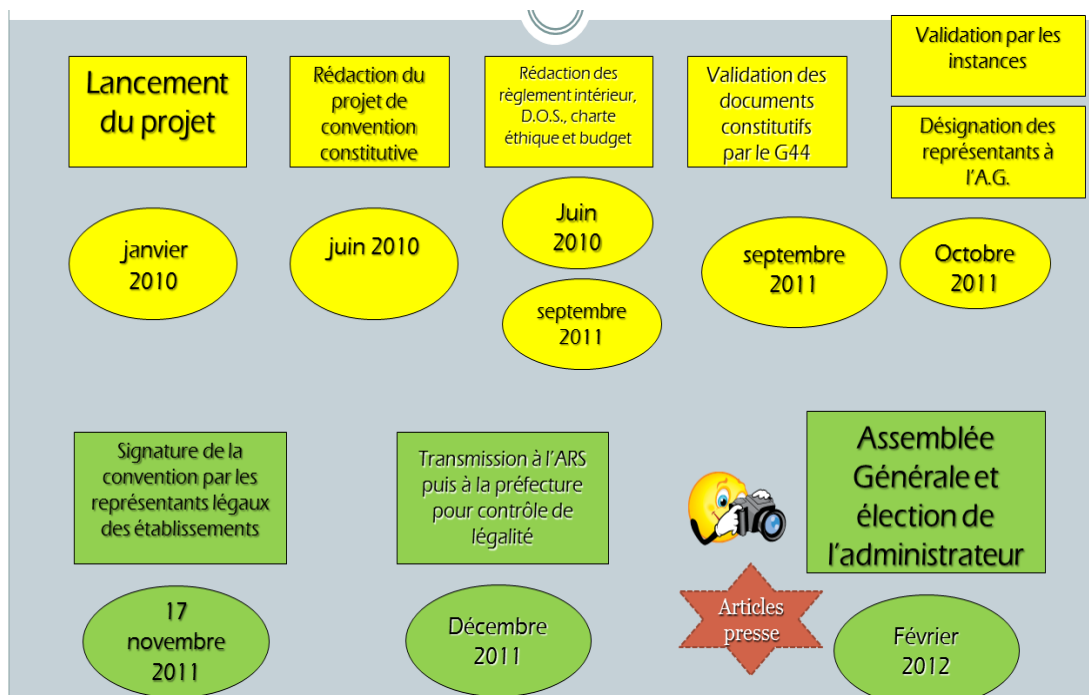 Lancement
du projet
janvier
2010
Rédaction du
projet de
convention
constitutive
juin 2010
Rédaction des
règlement intérieur,
D.O.S., charte
éthique et budget
Juin
2010
septembre
2011
Validation des
documents
constitutifs
par le G44
septembre
2011
Validation par les
instances
Désignation des
représentants à
l'A.G.
Octobre
2011
Signature de la
convention par les
représentants légaux
des établissements
17
novembre
2011
Transmission à l'ARS
puis à la préfecture
pour contrôle de
légalité
Décembre
2011
Articles
presse
Assemblée
Générale et
élection de
l'administrateur
Février
2012